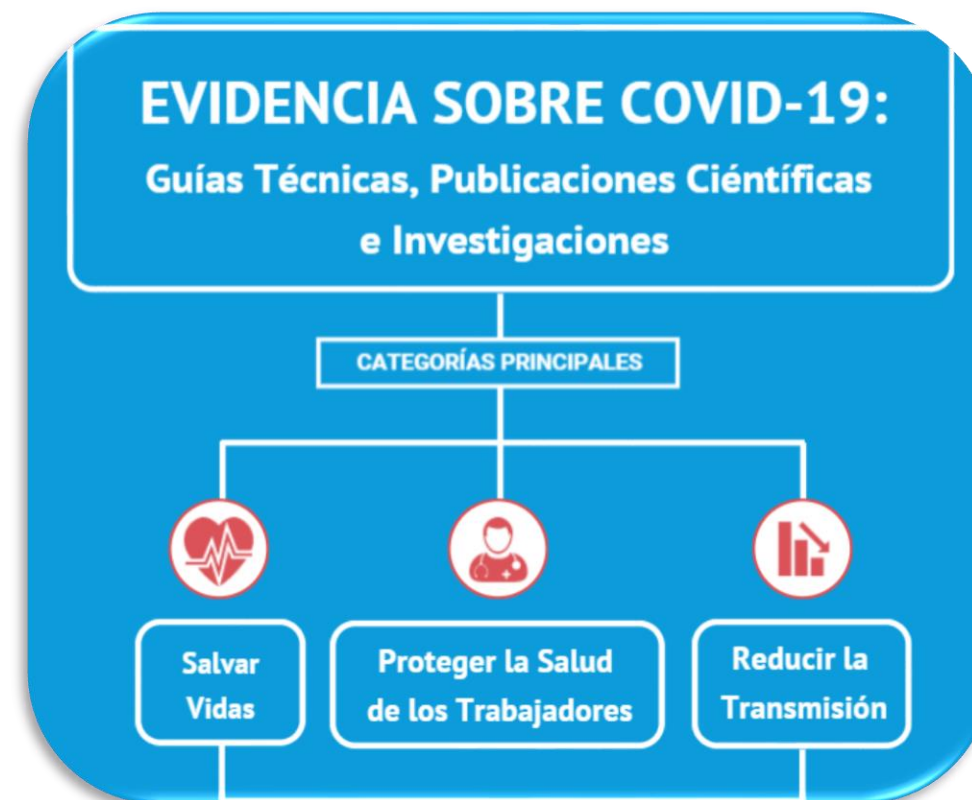 EVIDENCIA SOBRE COVID-19:
Guías Técnicas, Publicaciones Ciéntíficas
e Investigaciones
CATEGORÍAS PRINCIPALES
Salvar
Vidas
Proteger la Salud
de los Trabajadores
Reducir la
Transmisión